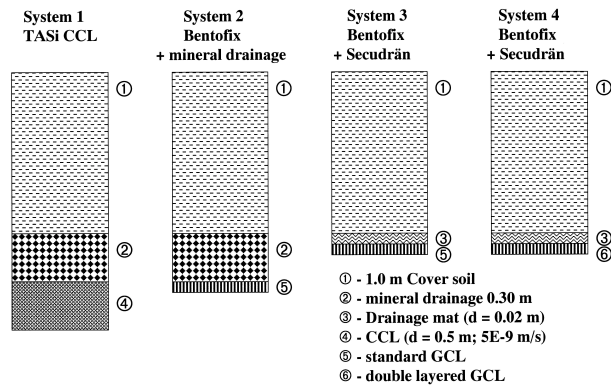 System 1
TASi CCL
System 2
Bentofix
+ mineral drainage
System 3
Bentofix
+ Secudrän
System 4
Bentofix
+ Secudrän
①
②
④
①
②
⑤
①
③
⑤
①
③
⑥
① - 1.0 m Cover soil
② - mineral drainage 0.30 m
③ - Drainage mat (d = 0.02 m)
④ - CCL (d = 0.5 m; 5E-9 m/s)
⑤ - standard GCL
⑥ - double layered GCL